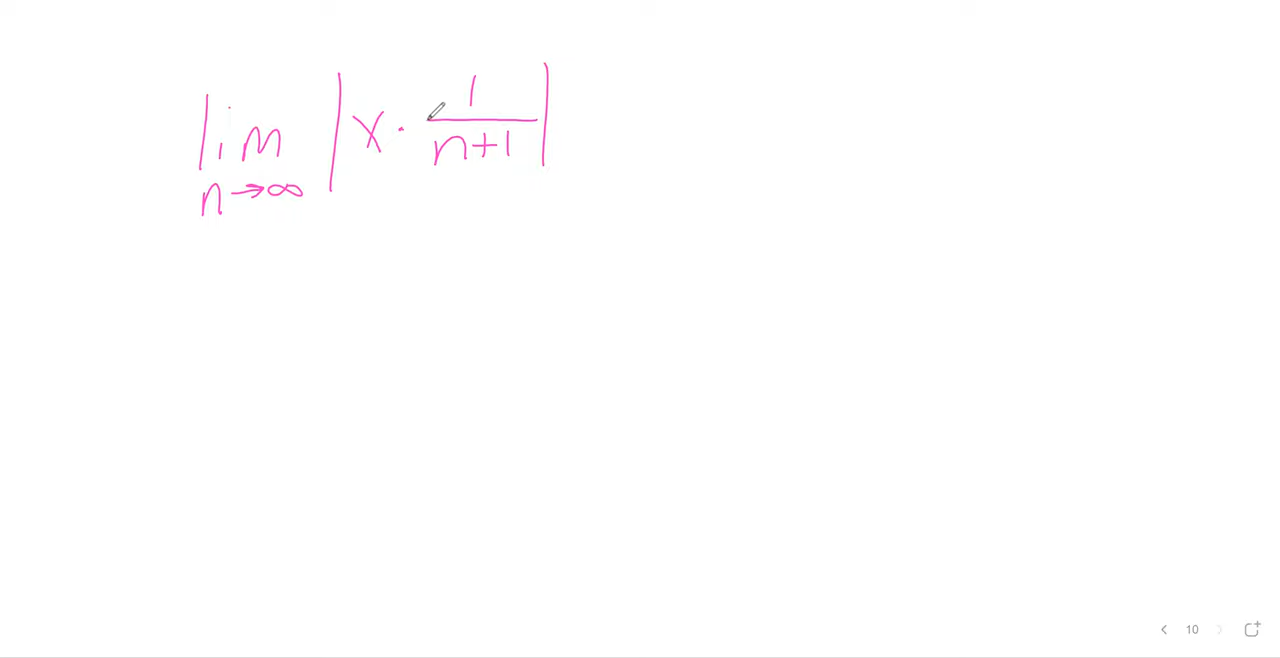 lim | x · 1/(n+1) |
n→∞
10